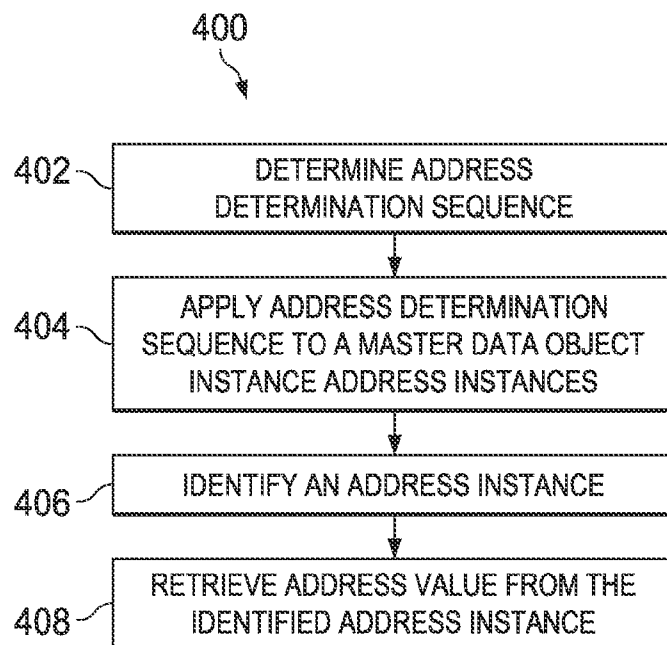 400
402
DETERMINE ADDRESS
DETERMINATION SEQUENCE
404
APPLY ADDRESS DETERMINATION
SEQUENCE TO A MASTER DATA OBJECT
INSTANCE ADDRESS INSTANCES
406
IDENTIFY AN ADDRESS INSTANCE
408
RETRIEVE ADDRESS VALUE FROM THE
IDENTIFIED ADDRESS INSTANCE